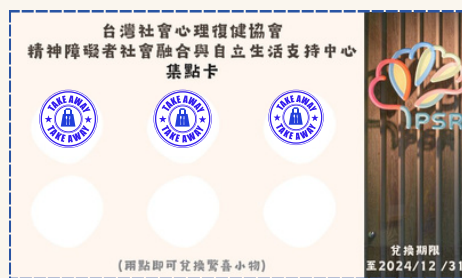 台灣社會心理復健協會
精神障礙者社會融合與自立生活支持中心
集點卡
TAKE AWAY
TAKE AWAY
TAKE AWAY
TAKE AWAY
TAKE AWAY
TAKE AWAY
PSR
(兩點即可兌換驚喜小物)
兌換期限
至2024/12 /31